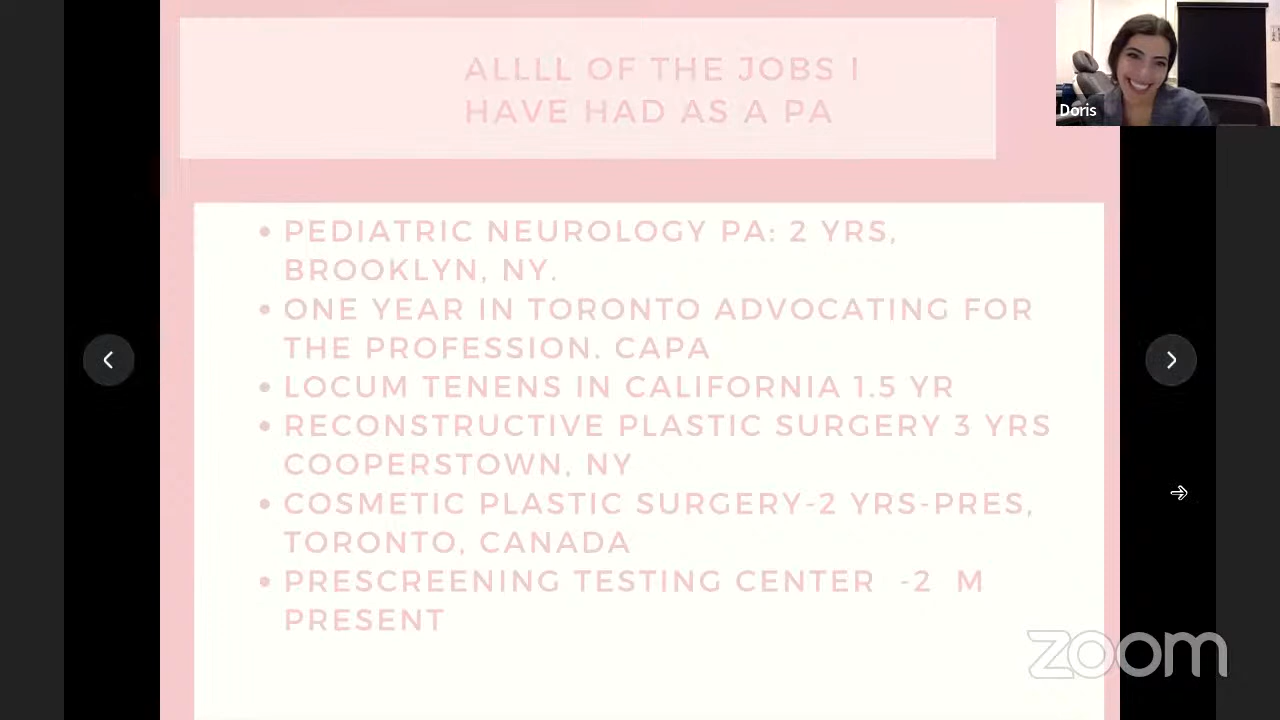 ALLLL OF THE JOBS I
HAVE HAD AS A PA
Doris
• PEDIATRIC NEUROLOGY PA: 2 YRS,
BROOKLYN, NY.
• ONE YEAR IN TORONTO ADVOCATING FOR
THE PROFESSION. CAPA
• LOCUM TENENS IN CALIFORNIA 1.5 YR
• RECONSTRUCTIVE PLASTIC SURGERY 3 YRS
COOPERSTOWN, NY
• COSMETIC PLASTIC SURGERY-2 YRS-PRES,
TORONTO, CANADA
• PRESCREENING TESTING CENTER -2 M
PRESENT
zoom